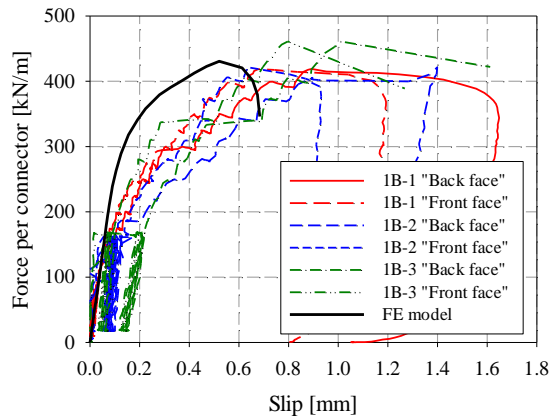 Force per connector [kN/m]
500
400
300
200
100
0
1B-1 "Back face"
1B-1 "Front face"
1B-2 "Back face"
1B-2 "Front face"
1B-3 "Back face"
1B-3 "Front face"
FE model
0.0 0.2 0.4 0.6 0.8 1.0 1.2 1.4 1.6 1.8
Slip [mm]